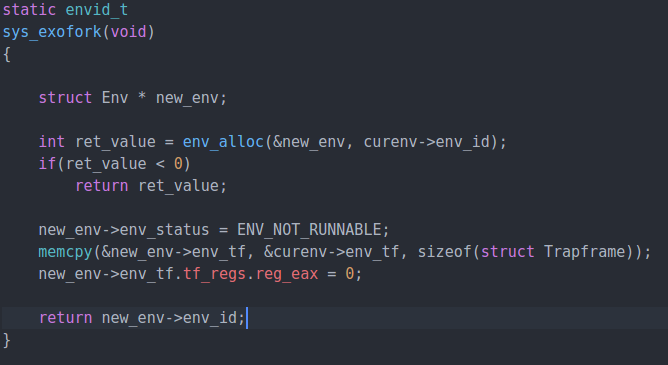 static envid_t
sys_exofork(void)
{
struct Env * new_env;
int ret_value = env_alloc(&new_env, curenv->env_id);
if(ret_value < 0)
return ret_value;
new_env->env_status = ENV_NOT_RUNNABLE;
memcpy(&new_env->env_tf, &curenv->env_tf, sizeof(struct Trapframe));
new_env->env_tf.tf_regs.reg_eax = 0;
return new_env->env_id;
}